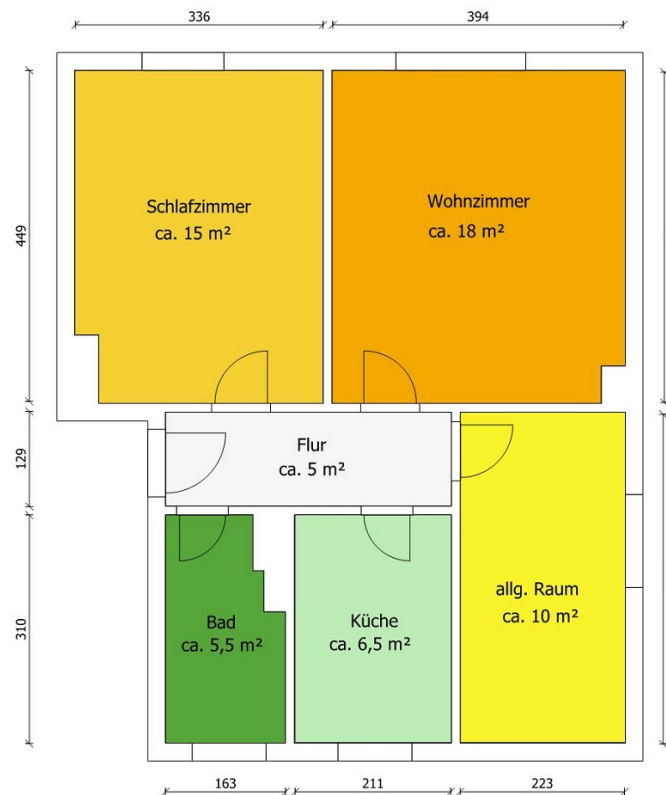 336
394
449
Schlafzimmer
ca. 15 m²
Wohnzimmer
ca. 18 m²
129
Flur
ca. 5 m²
310
Bad
ca. 5,5 m²
Küche
ca. 6,5 m²
allg. Raum
ca. 10 m²
163
211
223